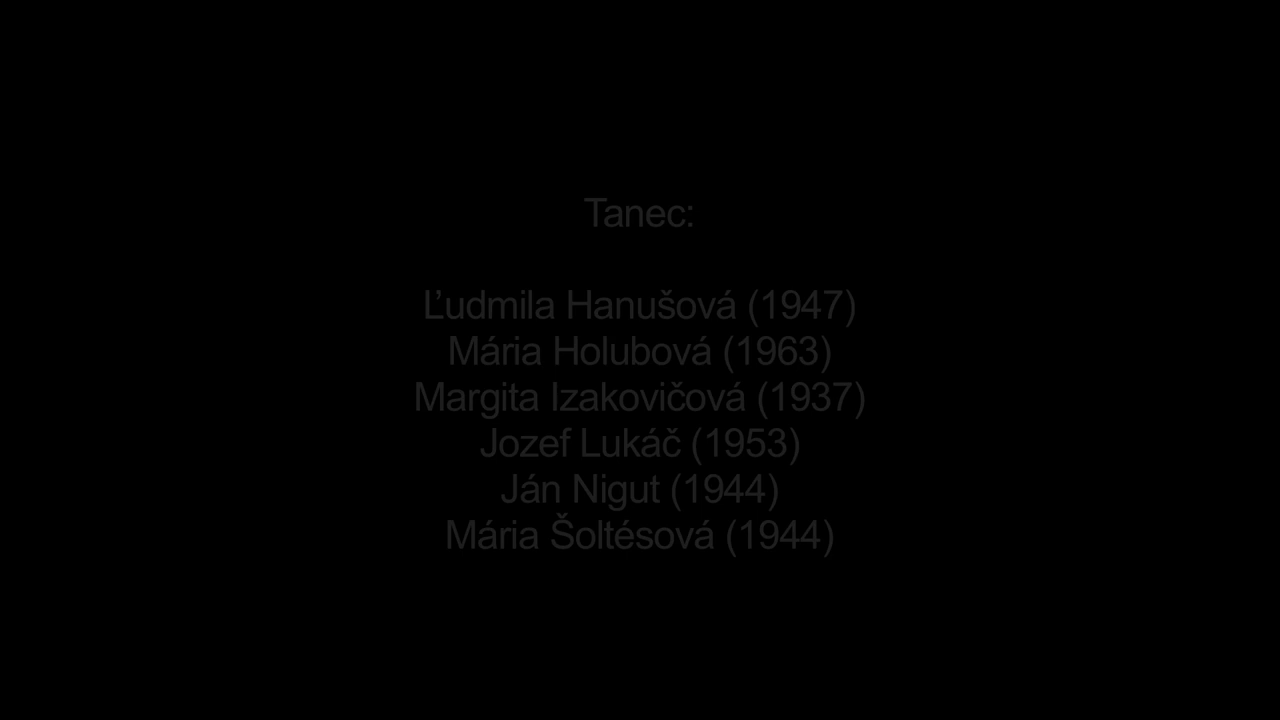 Tanec:
Ľudmila Hanušová (1947)
Mária Holubová (1963)
Margita Izakovičová (1937)
Jozef Lukáč (1953)
Ján Nigut (1944)
Mária Šoltésová (1944)